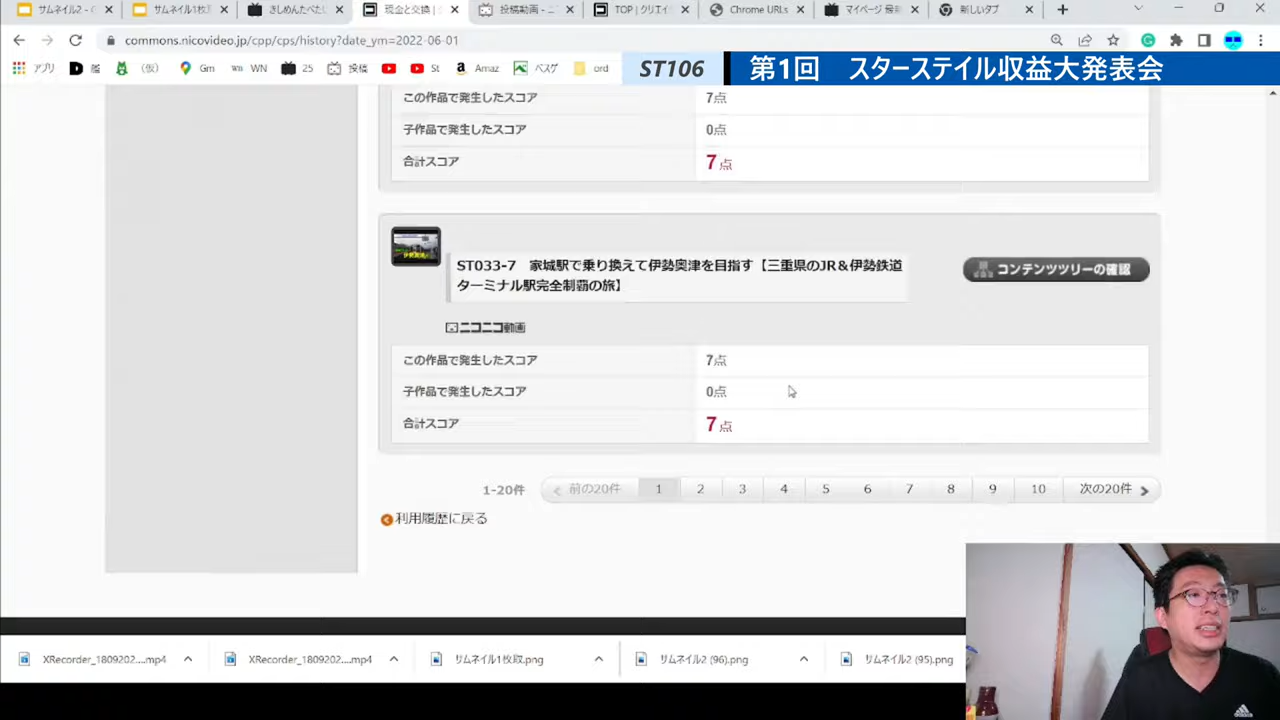 サムネイル2 -
サムネイル1枚
きしめんたべた
現金と交換 |
投稿動画 - ニ
TOP | クリエイ
Chrome URLs
マイページ 最
新しいタブ
commons.nicovideo.jp/cpp/cps/history?date_ym=2022-06-01
アプリ
艦
(仮)
Gm
WN
25
投稿
St
Amaz
ベスゲ
ord
ST106
第1回　スターステイル収益大発表会
この作品で発生したスコア 7点
子作品で発生したスコア 0点
合計スコア 7点
ST033-7　家城駅で乗り換えて伊勢奥津を目指す【三重県のJR＆伊勢鉄道
ターミナル駅完全制覇の旅】
コンテンツツリーの確認
ニコニコ動画
この作品で発生したスコア 7点
子作品で発生したスコア 0点
合計スコア 7点
1-20件 前の20件 1 2 3 4 5 6 7 8 9 10 次の20件
利用履歴に戻る
XRecorder_1809202....mp4
XRecorder_1809202....mp4
サムネイル1枚取.png
サムネイル2 (96).png
サムネイル2 (95).png